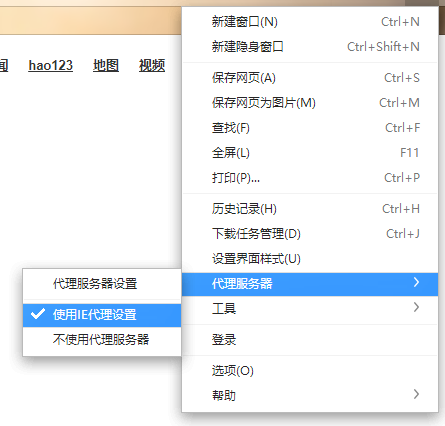 新建窗口(N) Ctrl+N
新建隐身窗口 Ctrl+Shift+N
闻 hao123 地图 视频
保存网页(A) Ctrl+S
保存网页为图片(M) Ctrl+M
查找(F) Ctrl+F
全屏(L) F11
打印(P)... Ctrl+P
历史记录(H) Ctrl+H
下载任务管理(D) Ctrl+J
设置界面样式(U)
代理服务器
代理服务器设置
使用IE代理设置
不使用代理服务器
工具
登录
选项(O)
帮助